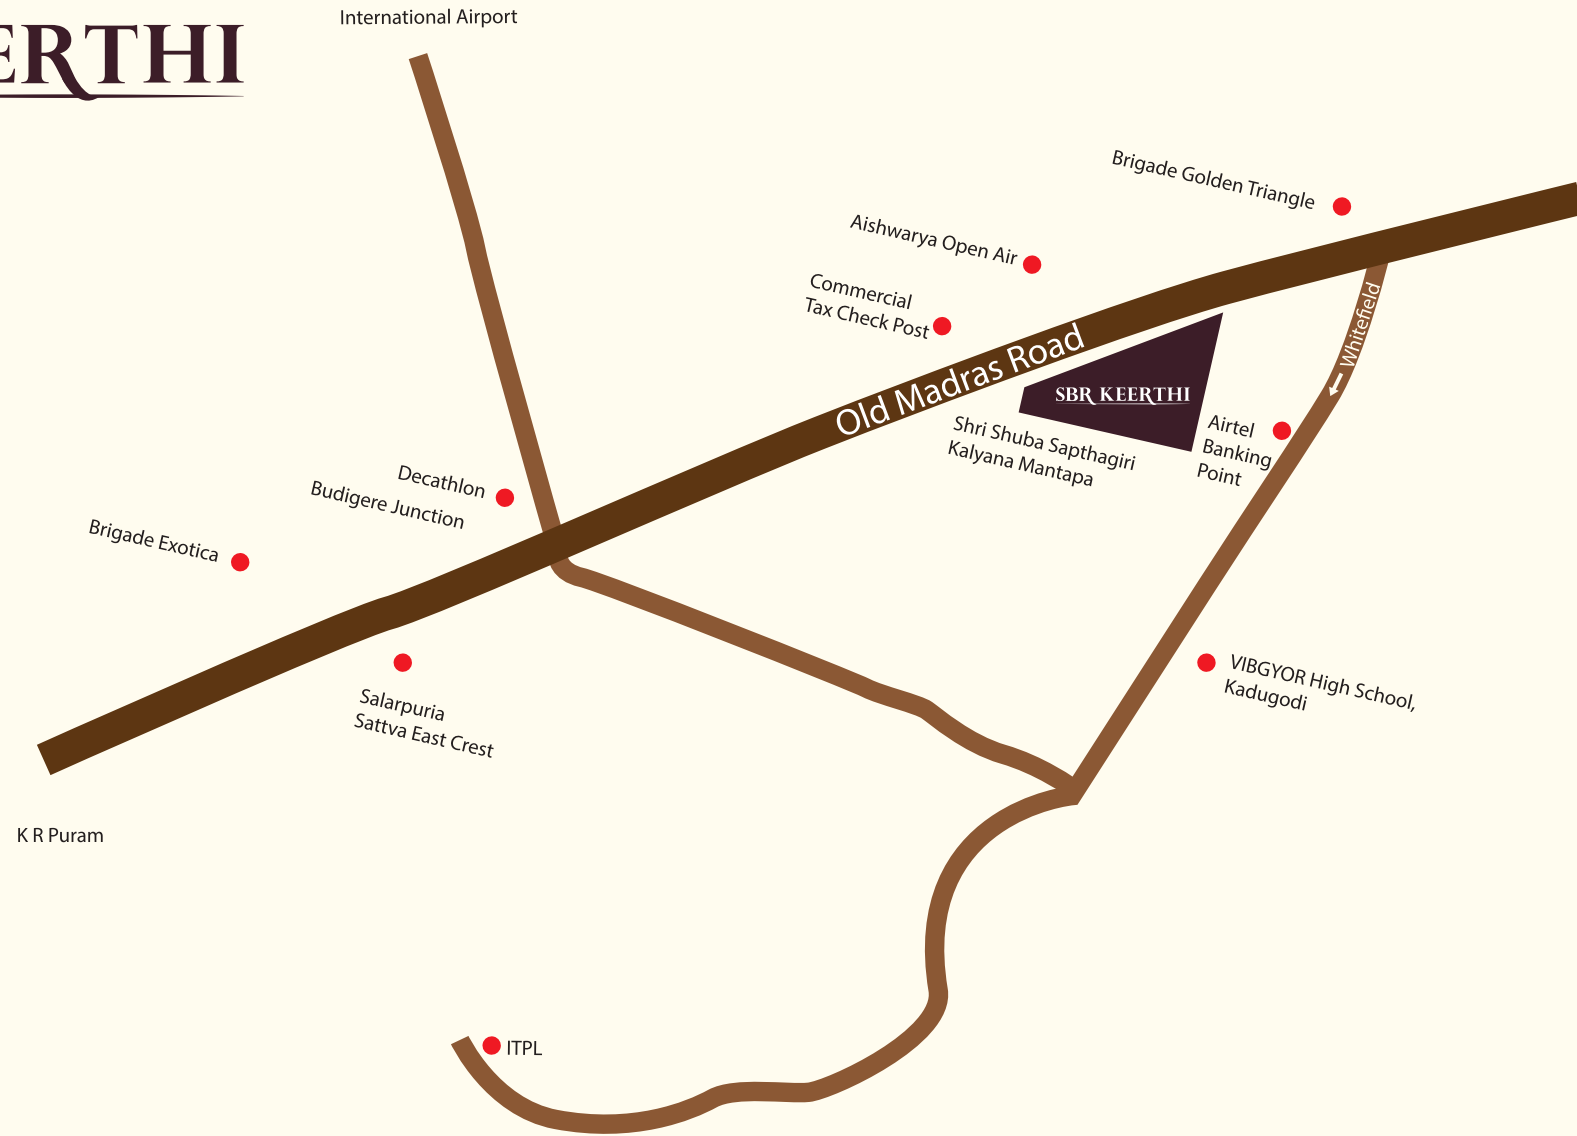 International Airport
ERTHI
Brigade Golden Triangle
Aishwarya Open Air
Commercial
Tax Check Post
Whitefield
Old Madras Road
SBR KEERTHI
Shri Shuba Sapthagiri
Kalyana Mantapa
Airtel
Banking
Point
Decathlon
Budigere Junction
Brigade Exotica
Salarpuria
Sattva East Crest
VIBGYOR High School,
Kadugodi
K R Puram
ITPL